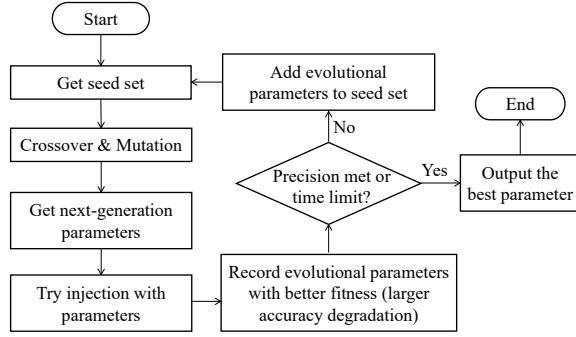 Start
Get seed set
Crossover & Mutation
Get next-generation
parameters
Try injection with
parameters
Record evolutional parameters
with better fitness (larger
accuracy degradation)
Precision met or
time limit?
No
Add evolutional
parameters to seed set
Yes
Output the
best parameter
End